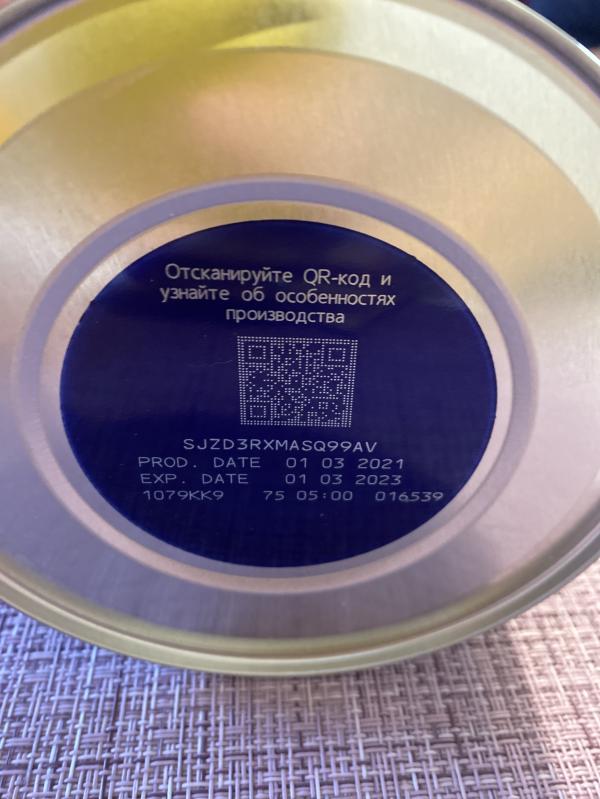 Отсканируйте QR-код и
узнайте об особенностях
производства
SJZD3RXMASQ99AV
PROD. DATE 01 03 2021
EXP. DATE 01 03 2023
1079KK9 75 05:00 016539